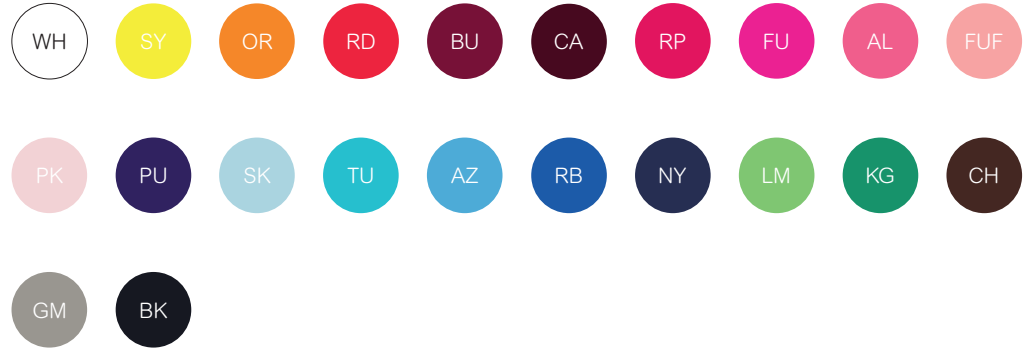 WH SY OR RD BU CA RP FU AL FUF
PK PU SK TU AZ RB NY LM KG CH
GM BK